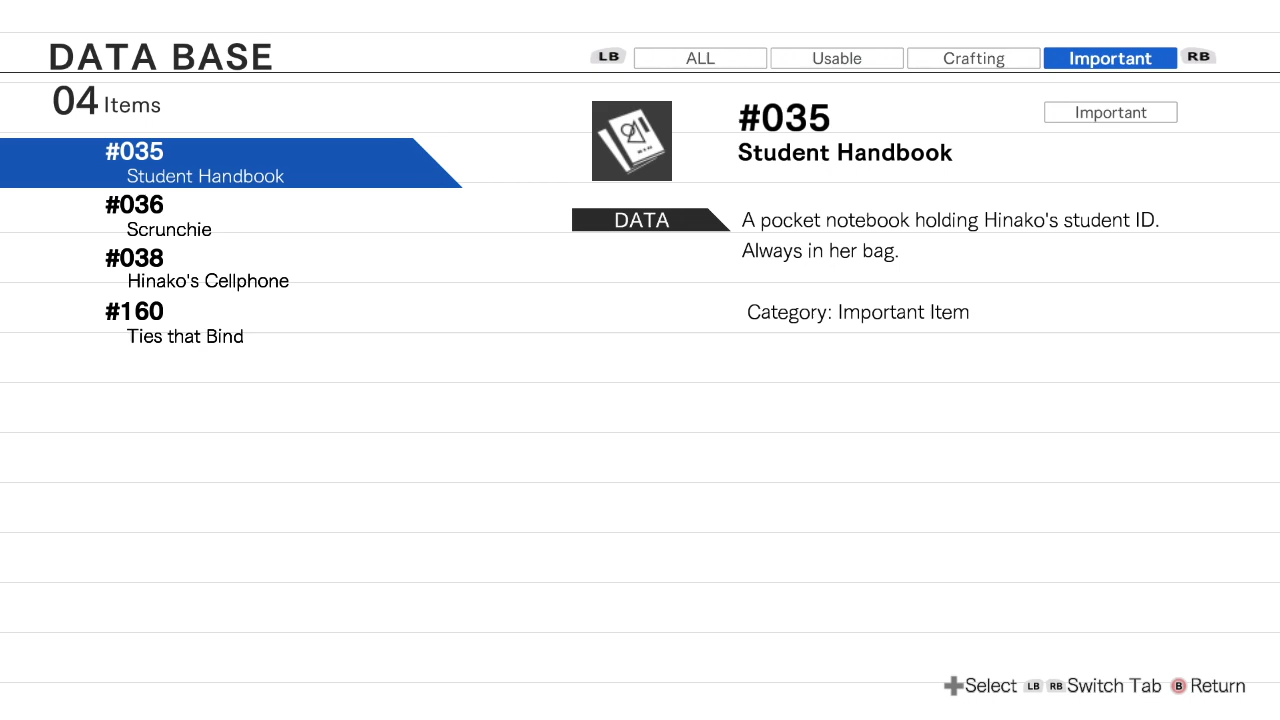 DATA BASE
LB ALL Usable Crafting Important RB
04 Items
#035
Student Handbook
#036
Scrunchie
#038
Hinako's Cellphone
#160
Ties that Bind
#035
Important
Student Handbook
DATA
A pocket notebook holding Hinako's student ID.
Always in her bag.
Category: Important Item
Select LB RB Switch Tab B Return